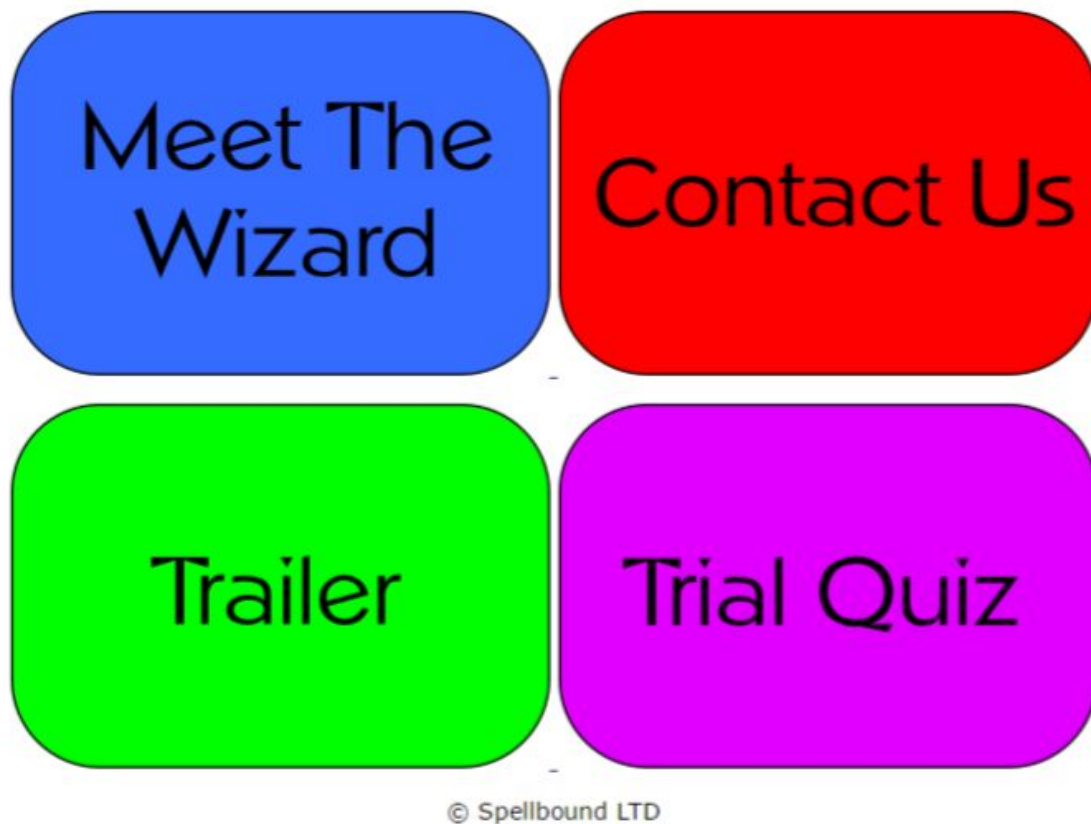 Meet The
Wizard
Contact Us
Trailer
Trial Quiz
© Spellbound LTD